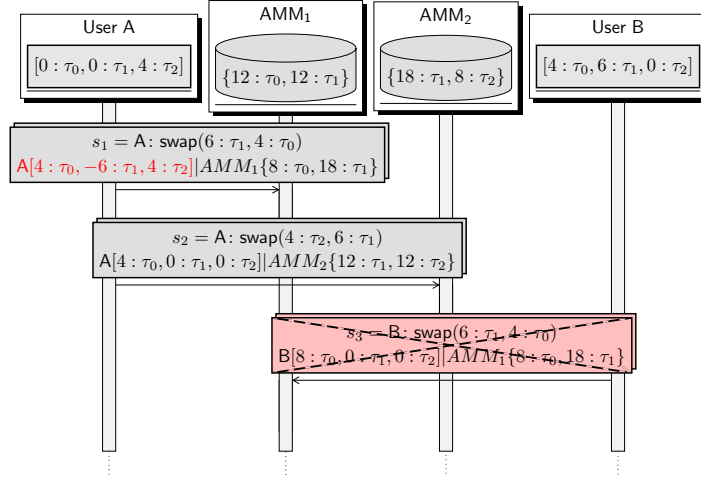 User A
AMM₁
AMM₂
User B
[0 : τ₀, 0 : τ₁, 4 : τ₂]
{12 : τ₀, 12 : τ₁}
{18 : τ₁, 8 : τ₂}
[4 : τ₀, 6 : τ₁, 0 : τ₂]
s₁ = A: swap(6 : τ₁, 4 : τ₀)
A[4 : τ₀, −6 : τ₁, 4 : τ₂]|AMM₁{8 : τ₀, 18 : τ₁}
s₂ = A: swap(4 : τ₂, 6 : τ₁)
A[4 : τ₀, 0 : τ₁, 0 : τ₂]|AMM₂{12 : τ₁, 12 : τ₂}
s₃ = B: swap(6 : τ₁, 4 : τ₀)
B[8 : τ₀, 0 : τ₁, 0 : τ₂]|AMM₁{8 : τ₀, 18 : τ₁}